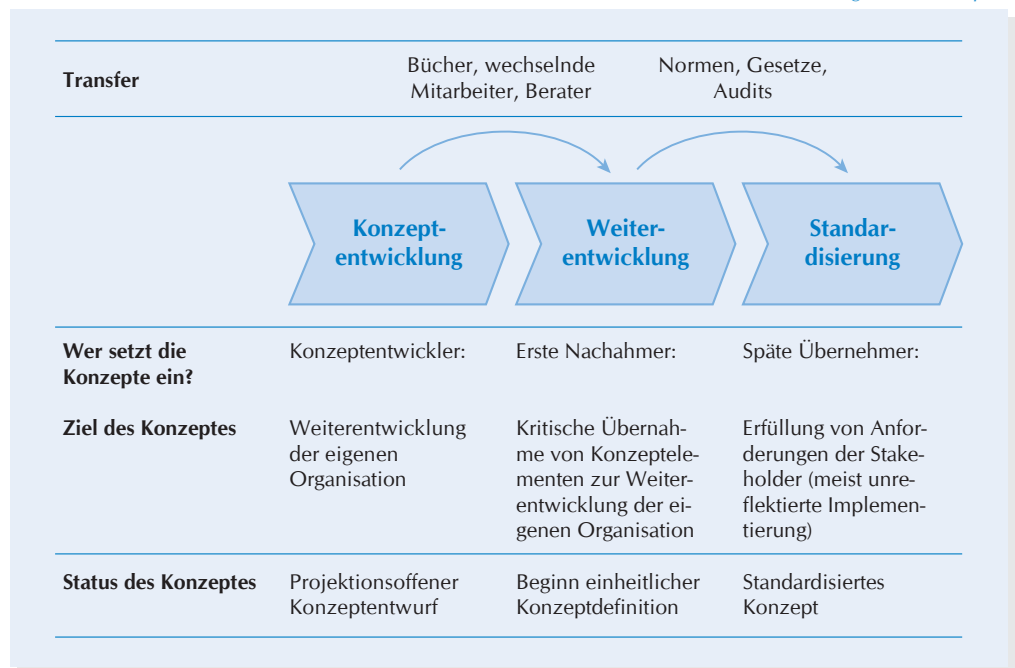 Transfer
Bücher, wechselnde
Mitarbeiter, Berater
Normen, Gesetze,
Audits
Konzept-
entwicklung
Weiter-
entwicklung
Standar-
disierung
Wer setzt die
Konzepte ein?
Konzeptentwickler:
Erste Nachahmer:
Späte Übernehmer:
Ziel des Konzeptes
Weiterentwicklung
der eigenen
Organisation
Kritische Übernah-
me von Konzeptele-
menten zur Weiter-
entwicklung der ei-
genen Organisation
Erfüllung von Anfor-
derungen der Stake-
holder (meist unre-
flektierte Implemen-
tierung)
Status des Konzeptes
Projektionsoffener
Konzeptentwurf
Beginn einheitlicher
Konzeptdefinition
Standardisiertes
Konzept